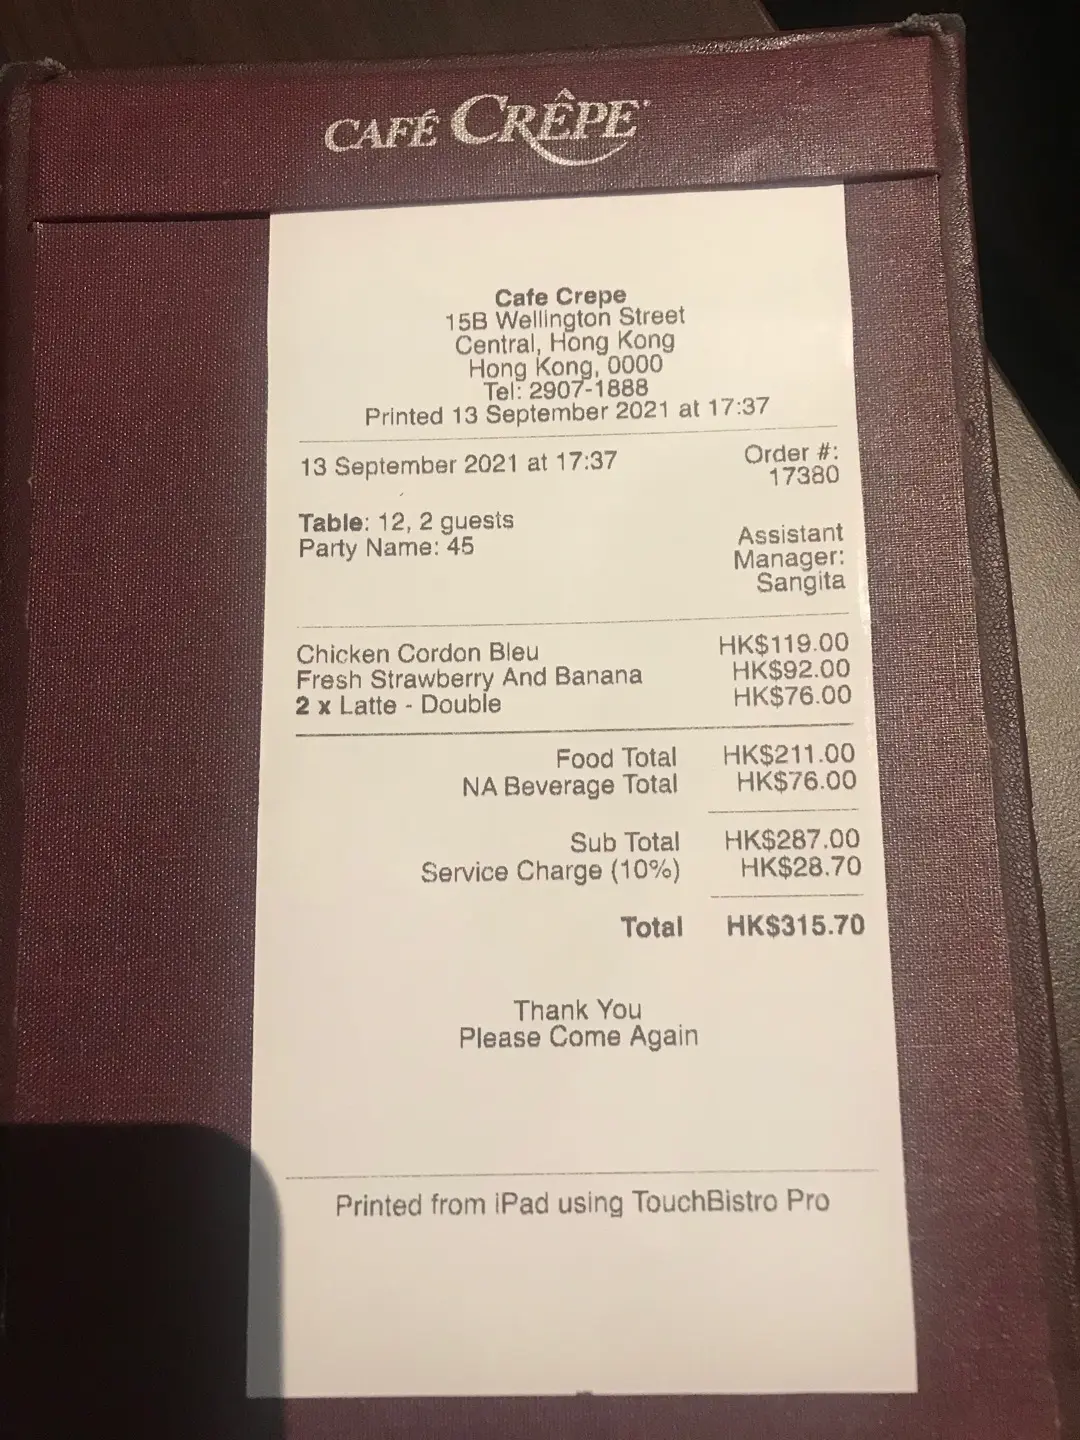 CAFÉ CRÊPE
Cafe Crepe
15B Wellington Street
Central, Hong Kong
Hong Kong, 0000
Tel: 2907-1888
Printed 13 September 2021 at 17:37
13 September 2021 at 17:37 Order #:
17380
Table: 12, 2 guests
Party Name: 45
Assistant
Manager:
Sangita
Chicken Cordon Bleu HK$119.00
Fresh Strawberry And Banana HK$92.00
2 x Latte - Double HK$76.00
Food Total HK$211.00
NA Beverage Total HK$76.00
Sub Total HK$287.00
Service Charge (10%) HK$28.70
Total HK$315.70
Thank You
Please Come Again
Printed from iPad using TouchBistro Pro